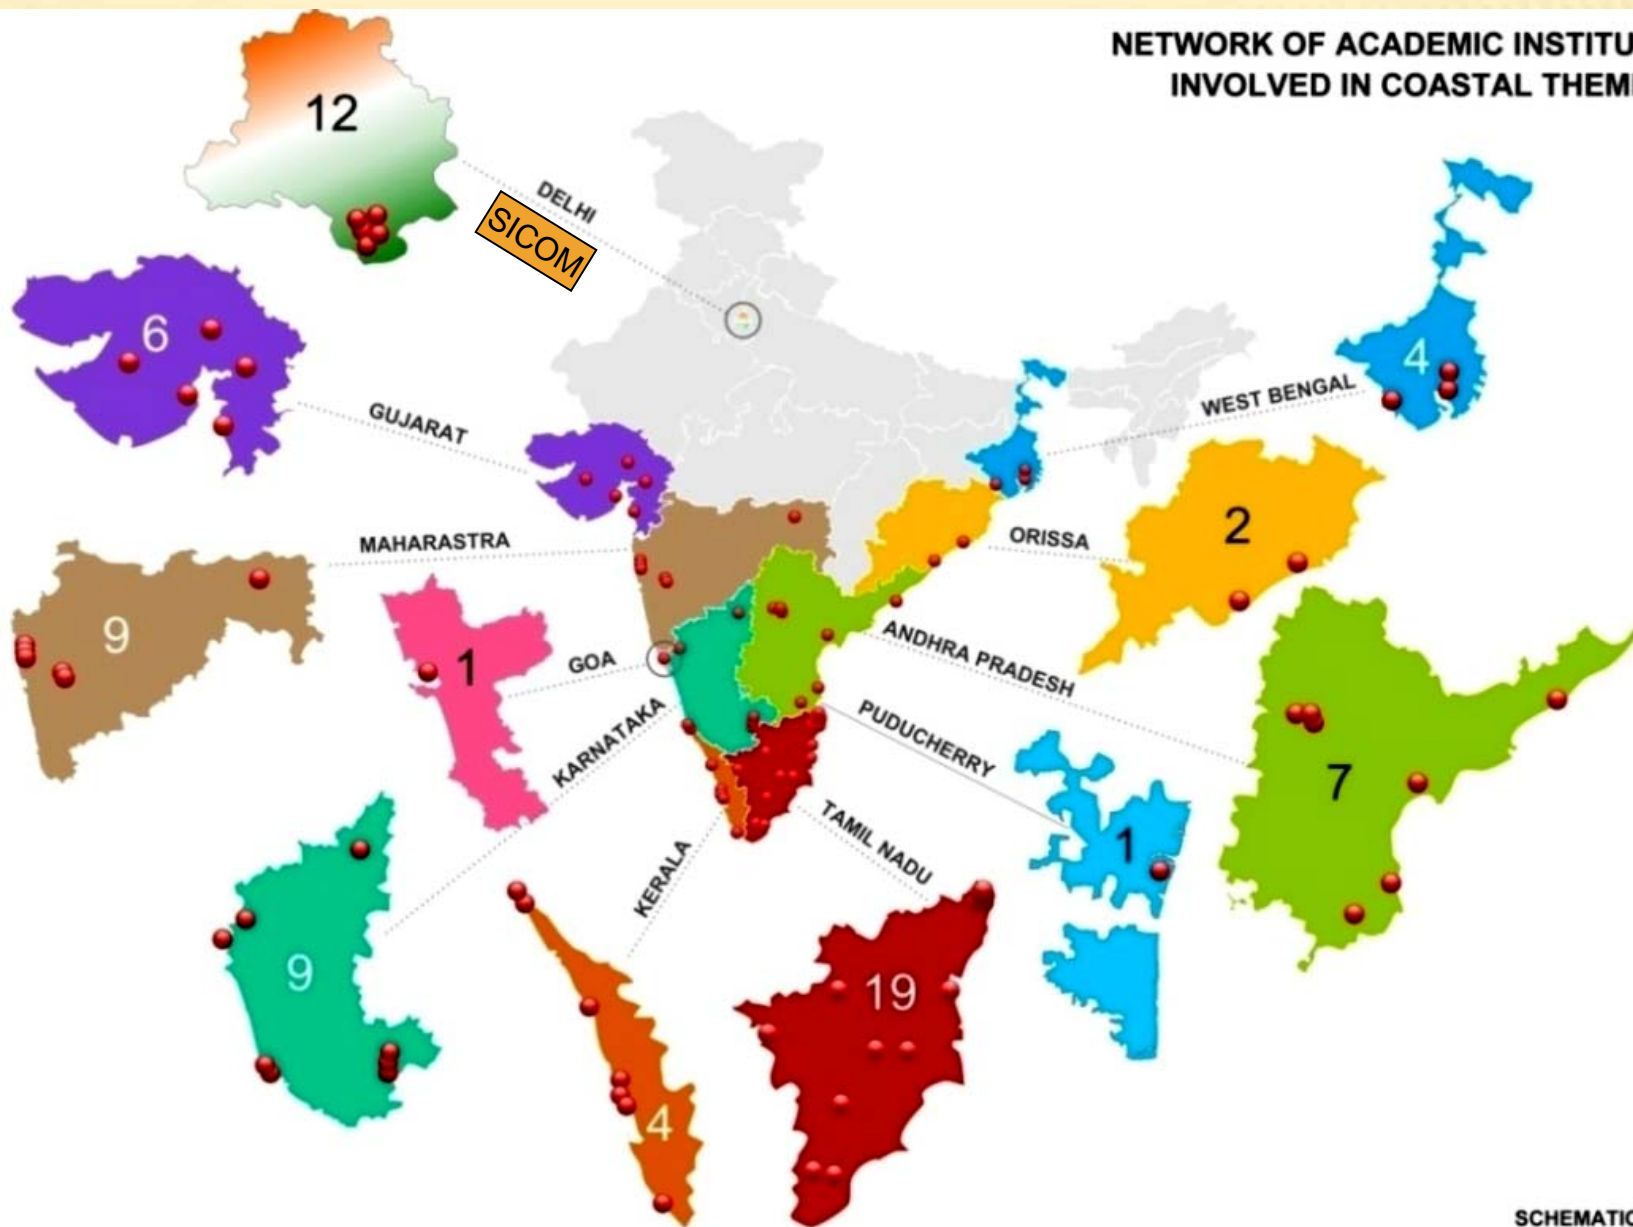 NETWORK OF ACADEMIC INSTITU
INVOLVED IN COASTAL THEM
12
DELHI
SICOM
6
GUJARAT
4
WEST BENGAL
2
ORISSA
MAHARASTRA
9
1
GOA
ANDHRA PRADESH
7
KARNATAKA
PUDUCHERRY
1
9
KERALA
4
TAMIL NADU
19
SCHEMATIC